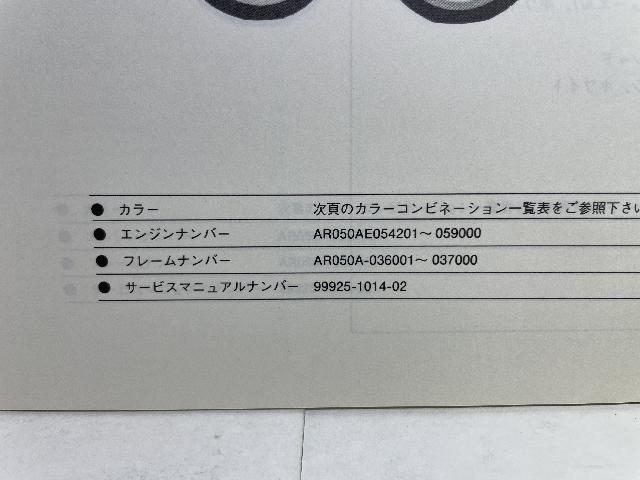 ● カラー 次頁のカラーコンビネーション一覧表をご参照下さい
● エンジンナンバー AR050AE054201～059000
● フレームナンバー AR050A-036001～037000
● サービスマニュアルナンバー 99925-1014-02